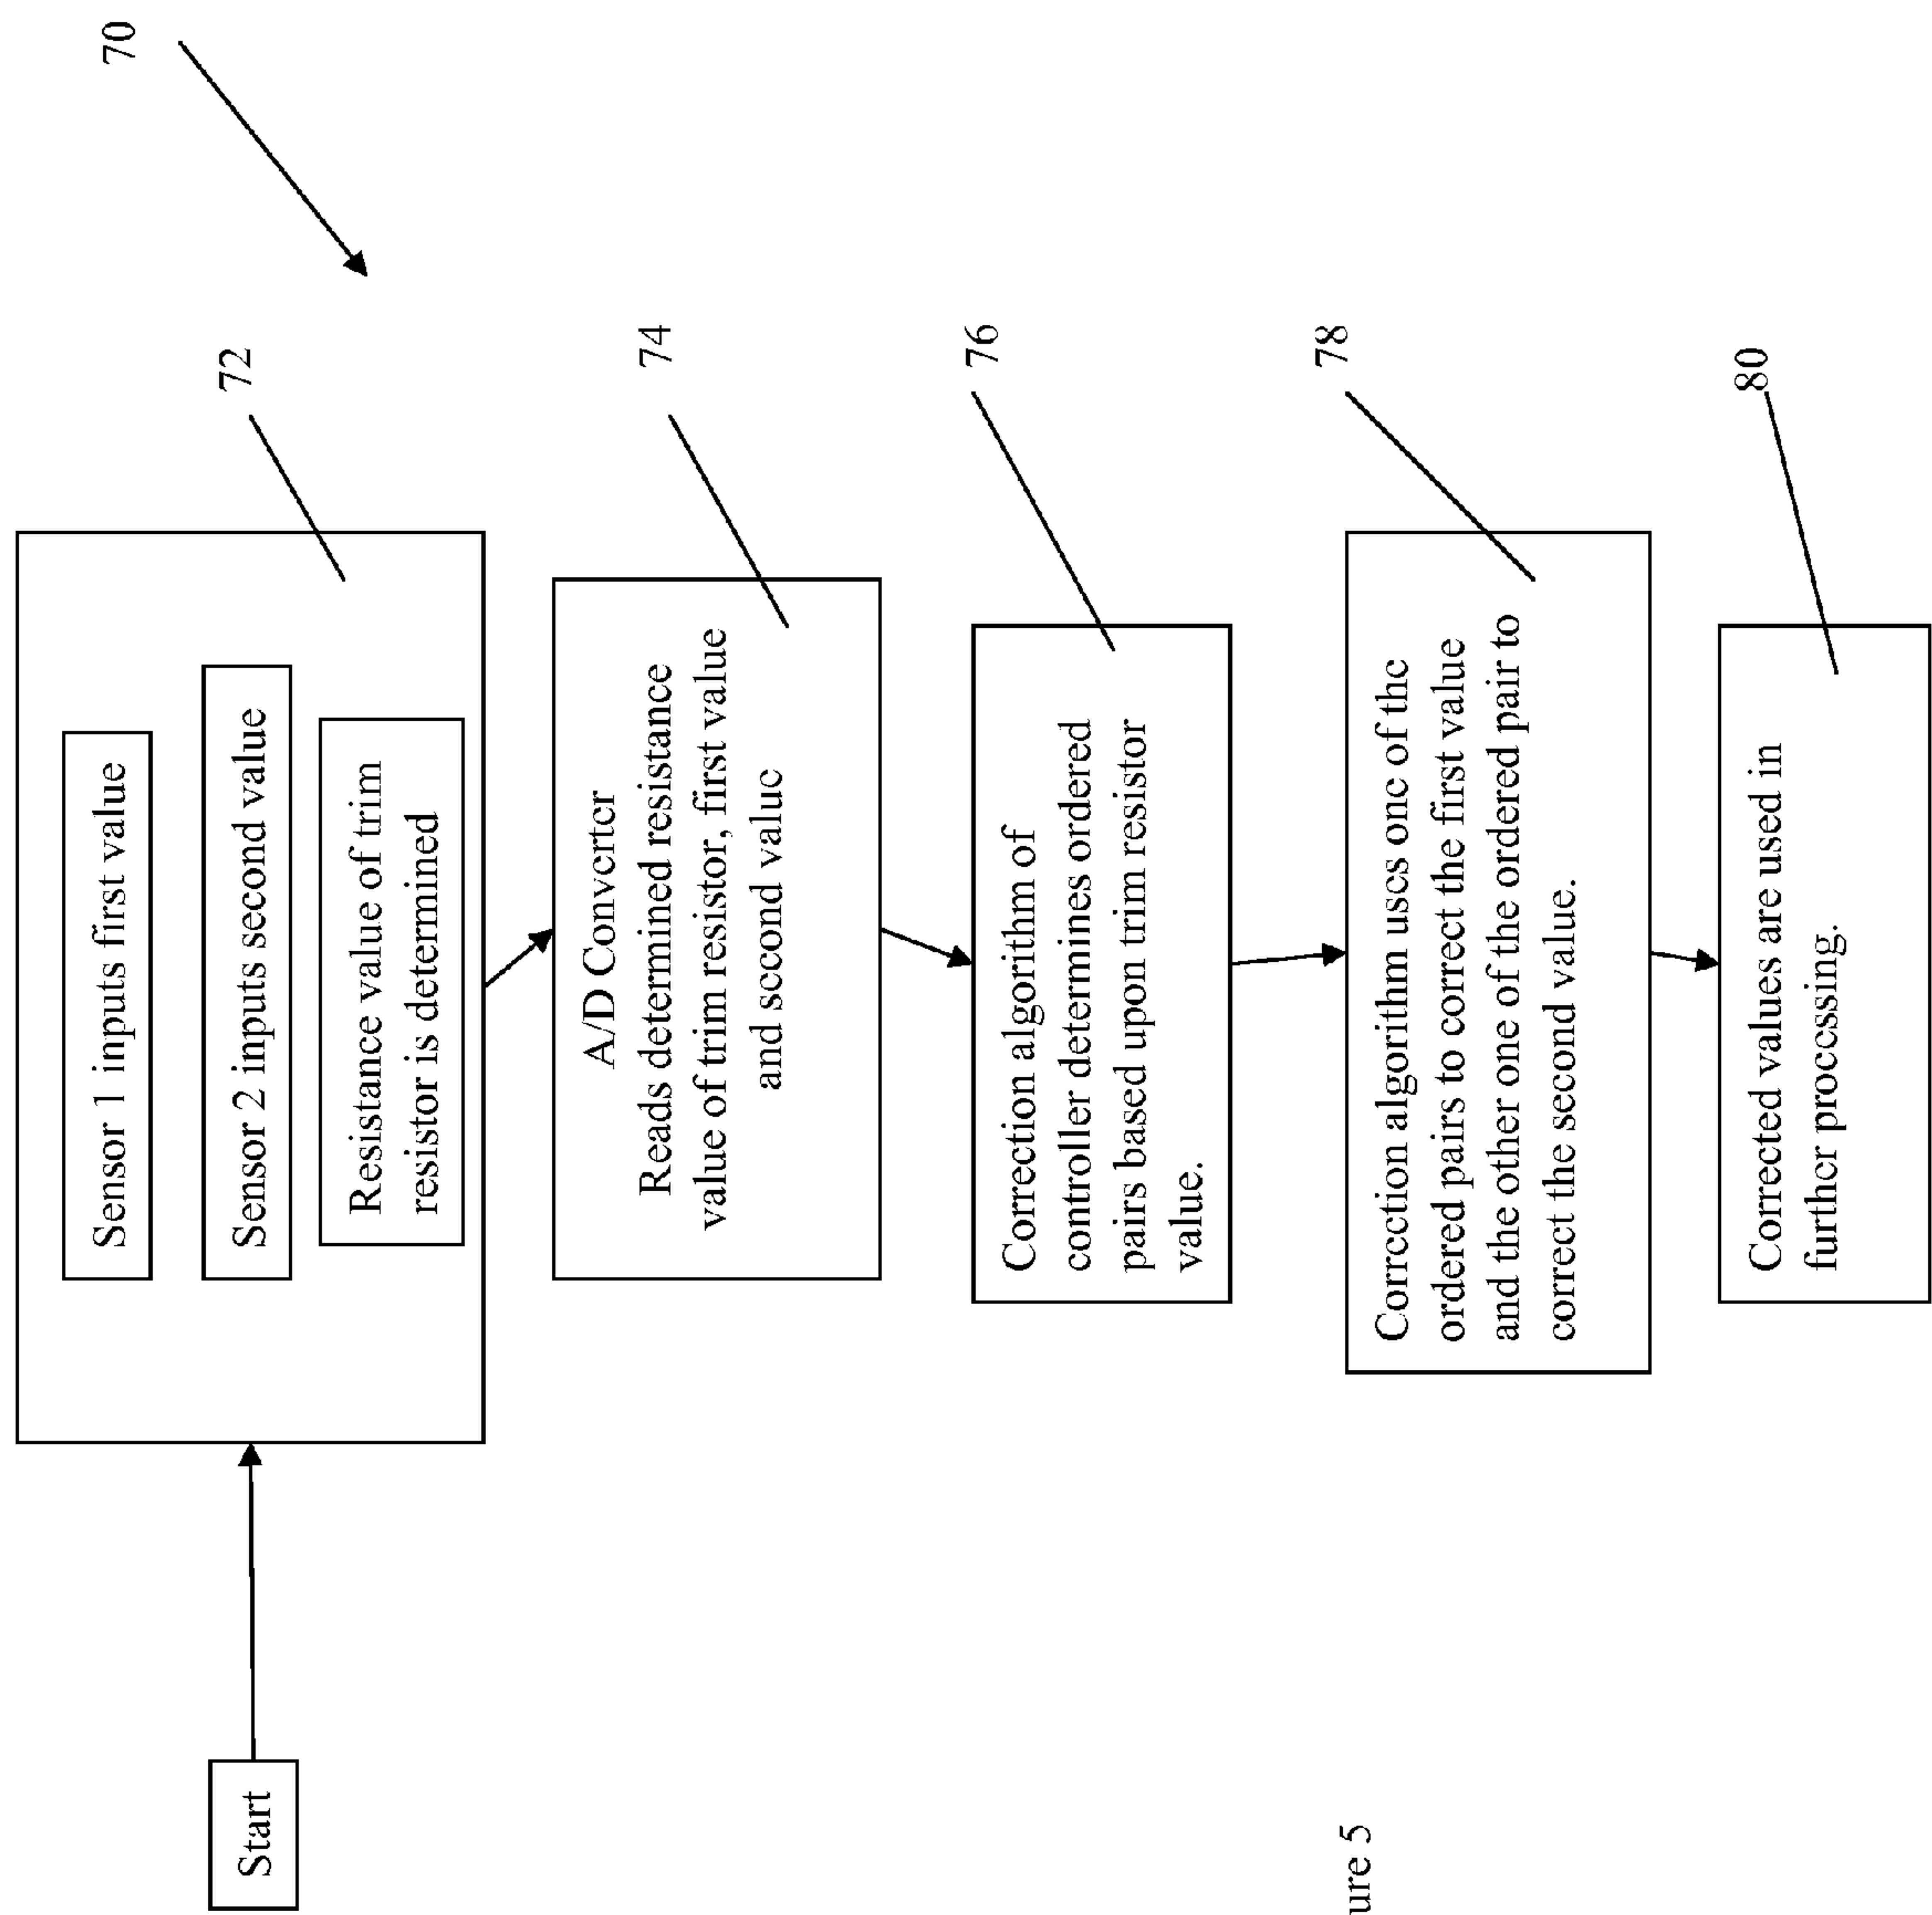 70
Start
Sensor 1 inputs first value
Sensor 2 inputs second value
Resistance value of trim
resistor is determined
72
A/D Converter
Reads determined resistance
value of trim resistor, first value
and second value
74
Correction algorithm of
controller determines ordered
pairs based upon trim resistor
value.
76
Correction algorithm uses one of the
ordered pairs to correct the first value
and the other one of the ordered pair to
correct the second value.
78
Corrected values are used in
further processing.
80
ure 5